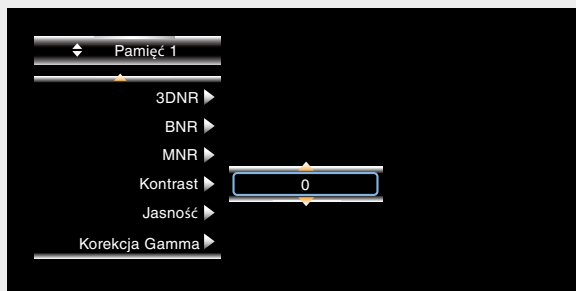 Pamięć 1
3DNR
BNR
MNR
Kontrast
0
Jasność
Korekcja Gamma